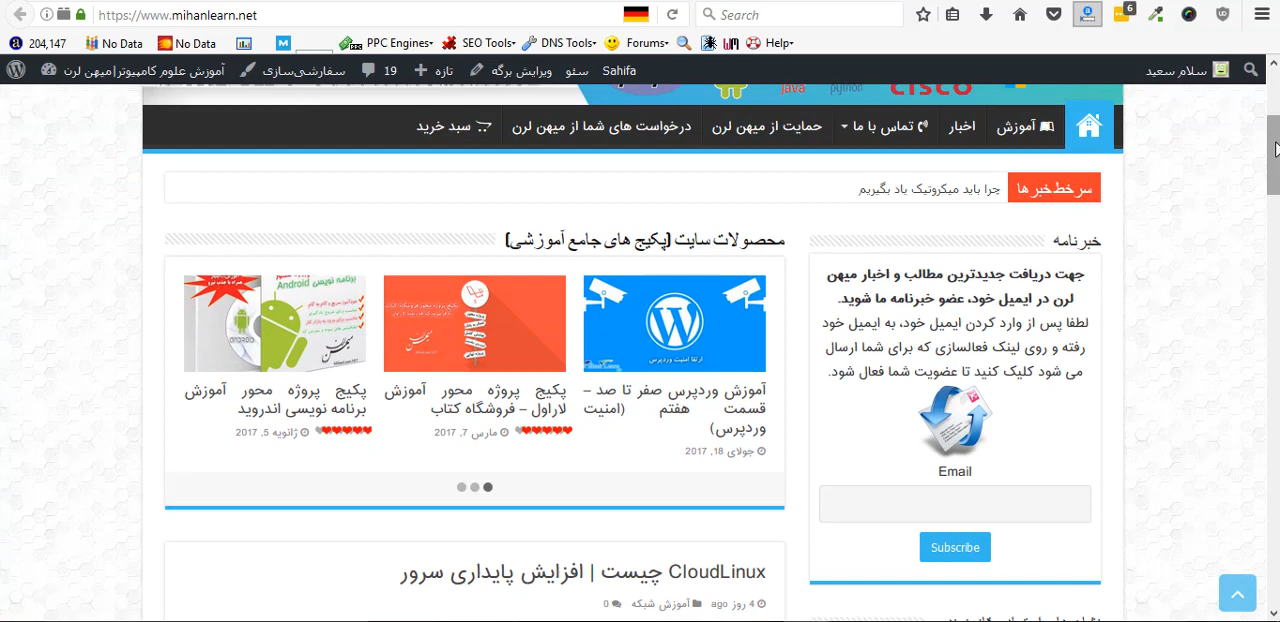 https://www.mihanlearn.net
Search
6
204,147
No Data
No Data
PPC Engines
SEO Tools
DNS Tools
Forums
Help
آموزش علوم کامپیوتر|میهن لرن
سفارشی‌سازی
19
تازه
ویرایش برگه
سئو
Sahifa
سلام سعید
java
python
cisco
آموزش
اخبار
تماس با ما
حمایت از میهن لرن
درخواست های شما از میهن لرن
سبد خرید
سرخط خبر ها
چرا باید میکروتیک یاد بگیریم
خبرنامه
جهت دریافت جدیدترین مطالب و اخبار میهن
لرن در ایمیل خود، عضو خبرنامه ما شوید.
لطفا پس از وارد کردن ایمیل خود، به ایمیل خود
رفته و روی لینک فعالسازی که برای شما ارسال
می شود کلیک کنید تا عضویت شما فعال شود.
Email
Subscribe
محصولات سایت (پکیج های جامع آموزشی)
ارتقا امنیت وردپرس
آموزش وردپرس صفر تا صد –
قسمت هفتم (امنیت
وردپرس)
جولای 18, 2017
پکیج پروژه محور آموزش
لاراول – فروشگاه کتاب
مارس 7, 2017
برنامه نویسی Android
پکیج پروژه محور آموزش
برنامه نویسی اندروید
ژانویه 5, 2017
CloudLinux چیست | افزایش پایداری سرور
4 روز ago
آموزش شبکه
0